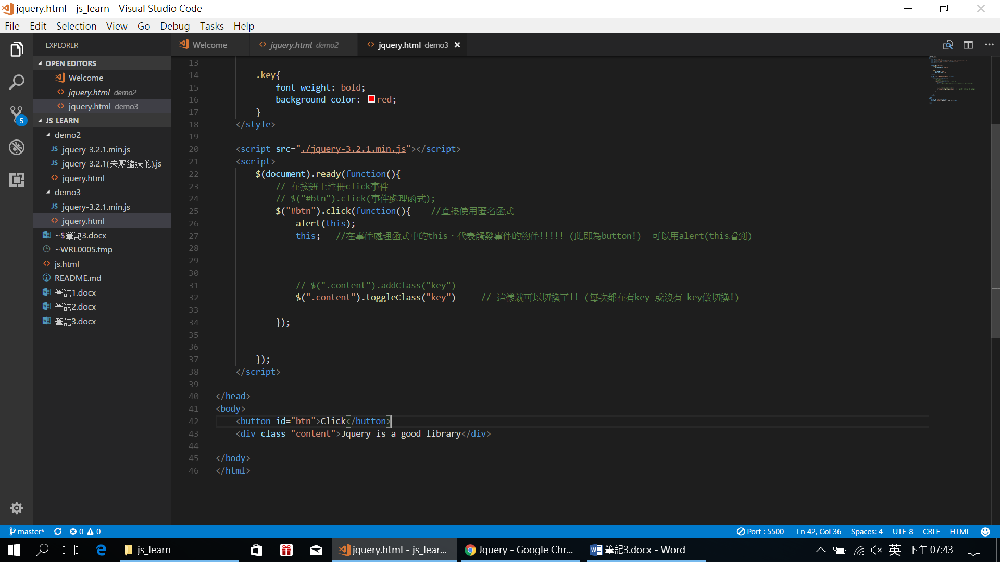 jquery.html - js_learn - Visual Studio Code
File Edit Selection View Go Debug Tasks Help
EXPLORER
OPEN EDITORS
Welcome
jquery.html demo2
jquery.html demo3
JS_LEARN
demo2
JS jquery-3.2.1.min.js
JS jquery-3.2.1(未壓縮過的).js
<> jquery.html
demo3
JS jquery-3.2.1.min.js
<> jquery.html
~$筆記3.docx
~WRL0005.tmp
<> js.html
README.md
筆記1.docx
筆記2.docx
筆記3.docx
5
Welcome <> jquery.html demo2 <> jquery.html demo3
13
14 .key{
15 font-weight: bold;
16 background-color: red;
17 }
18 </style>
19
20 <script src="./jquery-3.2.1.min.js"></script>
21 <script>
22 $(document).ready(function(){
23 // 在按鈕上註冊click事件
24 // $("#btn").click(事件處理函式);
25 $("#btn").click(function(){ //直接使用匿名函式
26 alert(this);
27 this; //在事件處理函式中的this，代表觸發事件的物件!!!!! (此即為button!) 可以用alert(this看到)
28
29
30
31 // $(".content").addClass("key")
32 $(".content").toggleClass("key") // 這樣就可以切換了!! (每次都在有key 或沒有 key做切換!)
33
34 });
35
36
37 });
38 </script>
39
40 </head>
41 <body>
42 <button id="btn">Click</button>
43 <div class="content">Jquery is a good library</div>
44
45 </body>
46 </html>
master* 0 0 Port : 5500 Ln 42, Col 36 Spaces: 4 UTF-8 CRLF HTML
js_learn jquery.html - js_lear... Jquery - Google Chr... 筆記3.docx - Word 英 下午 07:43